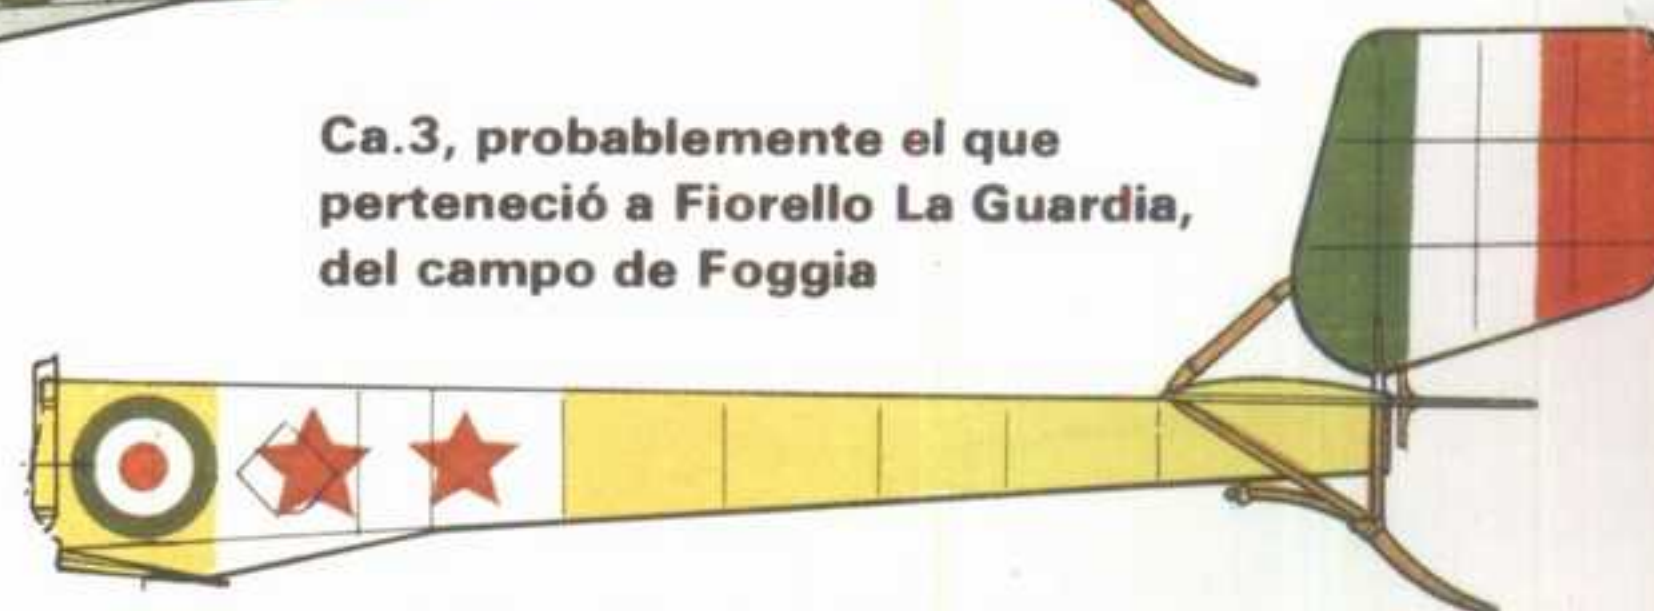 Ca.3, probablemente el que
perteneció a Fiorello La Guardia,
del campo de Foggia